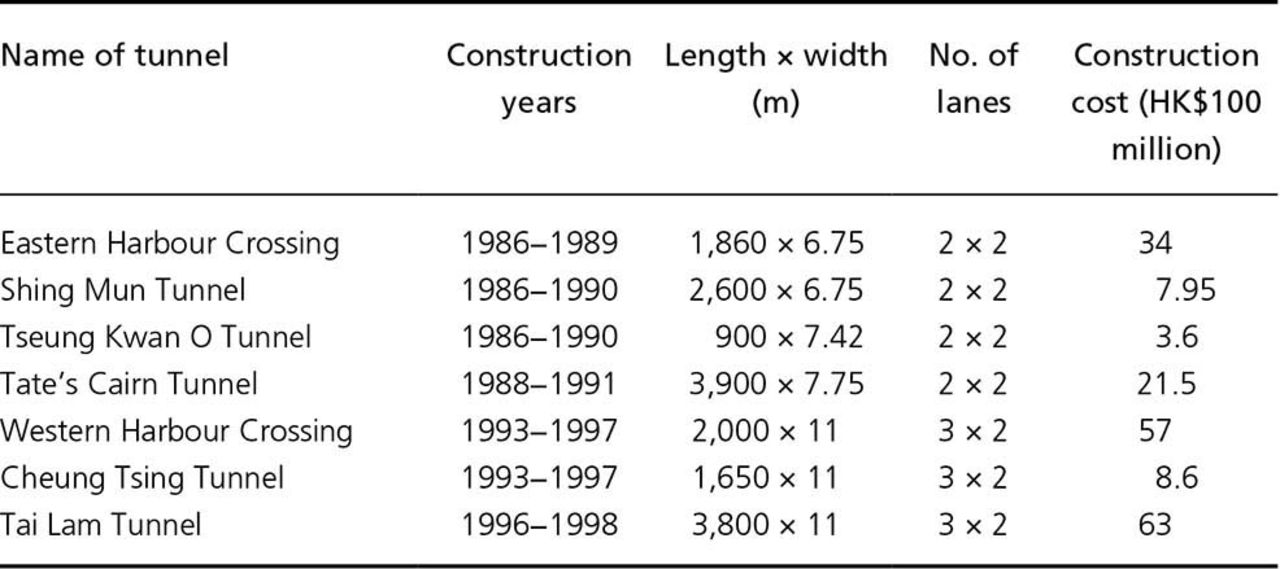 Name of tunnel Construction years Length × width (m) No. of lanes Construction cost (HK$100 million)
Eastern Harbour Crossing 1986–1989 1,860 × 6.75 2 × 2 34
Shing Mun Tunnel 1986–1990 2,600 × 6.75 2 × 2 7.95
Tseung Kwan O Tunnel 1986–1990 900 × 7.42 2 × 2 3.6
Tate’s Cairn Tunnel 1988–1991 3,900 × 7.75 2 × 2 21.5
Western Harbour Crossing 1993–1997 2,000 × 11 3 × 2 57
Cheung Tsing Tunnel 1993–1997 1,650 × 11 3 × 2 8.6
Tai Lam Tunnel 1996–1998 3,800 × 11 3 × 2 63